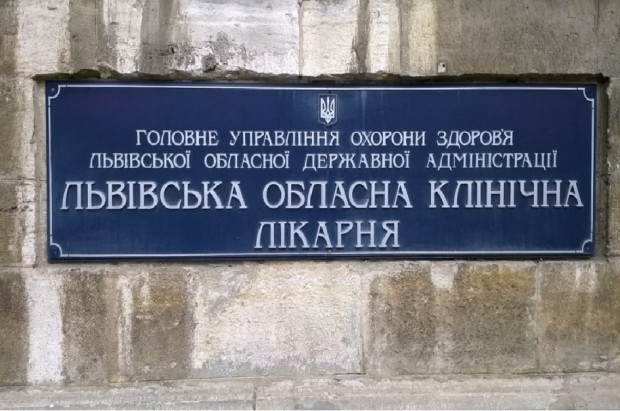 ГОЛОВНЕ УПРАВЛІННЯ ОХОРОНИ ЗДОРОВ'Я
ЛЬВІВСЬКОЇ ОБЛАСНОЇ ДЕРЖАВНОЇ АДМІНІСТРАЦІЇ
ЛЬВІВСЬКА ОБЛАСНА КЛІНІЧНА
ЛІКАРНЯ